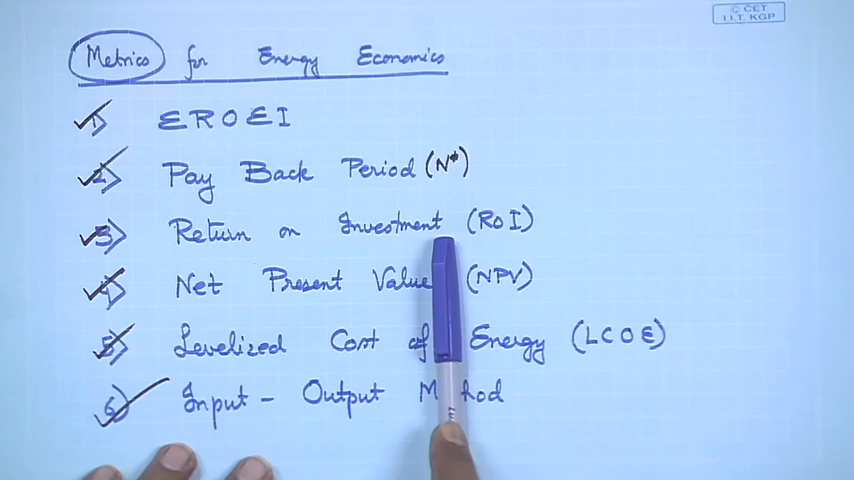 © CET
I.I.T. KGP
Metrics for Energy Economics
1) EROEI
2) Pay Back Period (N*)
3) Return on Investment (RoI)
4) Net Present Value (NPV)
5) Levelized Cost of Energy (LCOE)
6) Input - Output M hod